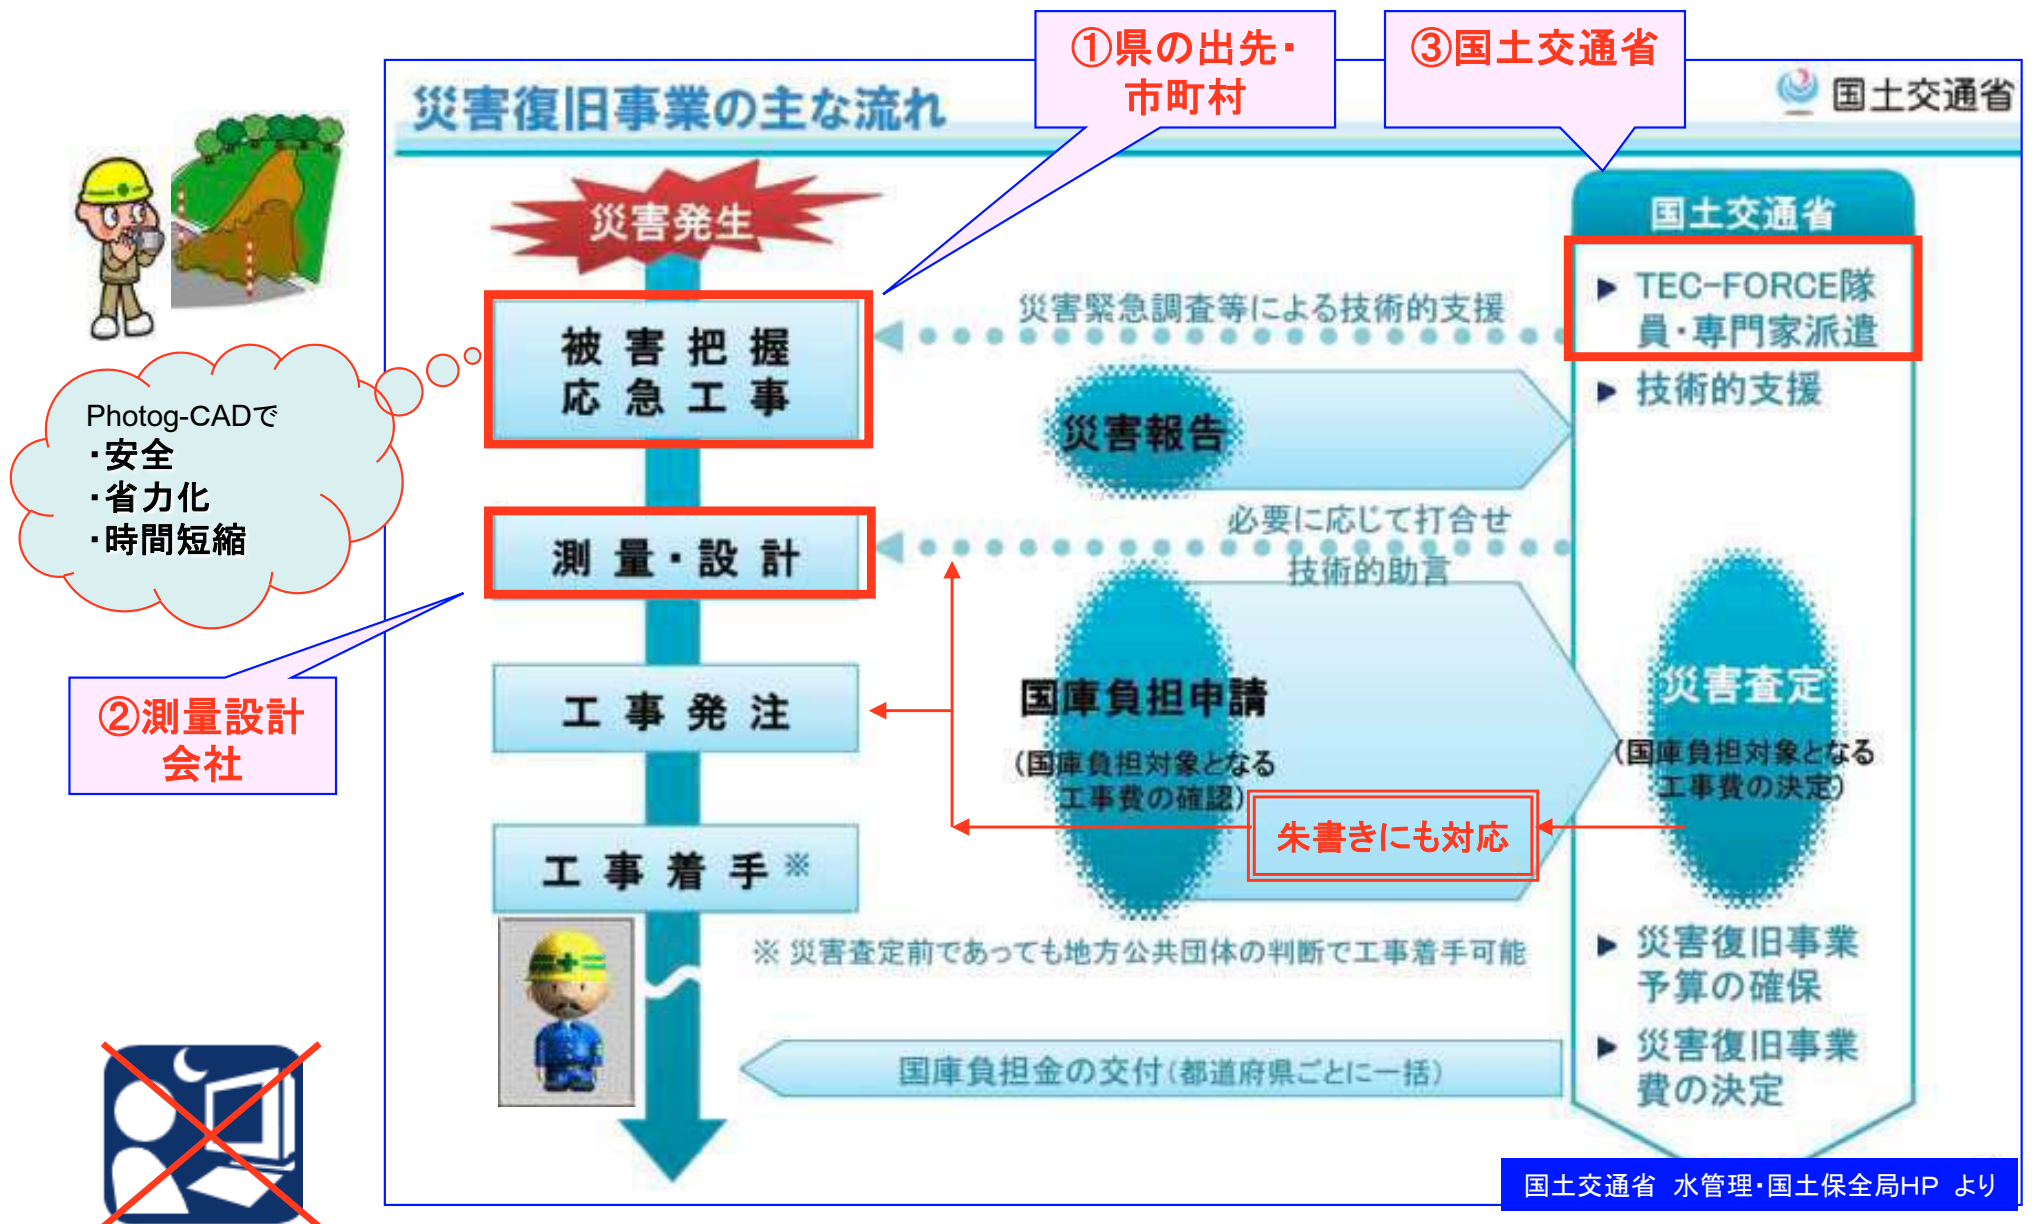 ①県の出先・
市町村
③国土交通省
災害復旧事業の主な流れ
国土交通省
災害発生
国土交通省
被害把握
応急工事
災害緊急調査等による技術的支援
▶ TEC-FORCE隊
員・専門家派遣
▶ 技術的支援
災害報告
Photog-CADで
・安全
・省力化
・時間短縮
測量・設計
必要に応じて打合せ
技術的助言
②測量設計
会社
工事発注
国庫負担申請
(国庫負担対象となる
工事費の確認)
災害査定
(国庫負担対象となる
工事費の決定)
朱書きにも対応
工事着手※
※ 災害査定前であっても地方公共団体の判断で工事着手可能
▶ 災害復旧事業
予算の確保
▶ 災害復旧事業
費の決定
国庫負担金の交付(都道府県ごとに一括)
国土交通省 水管理・国土保全局HP より